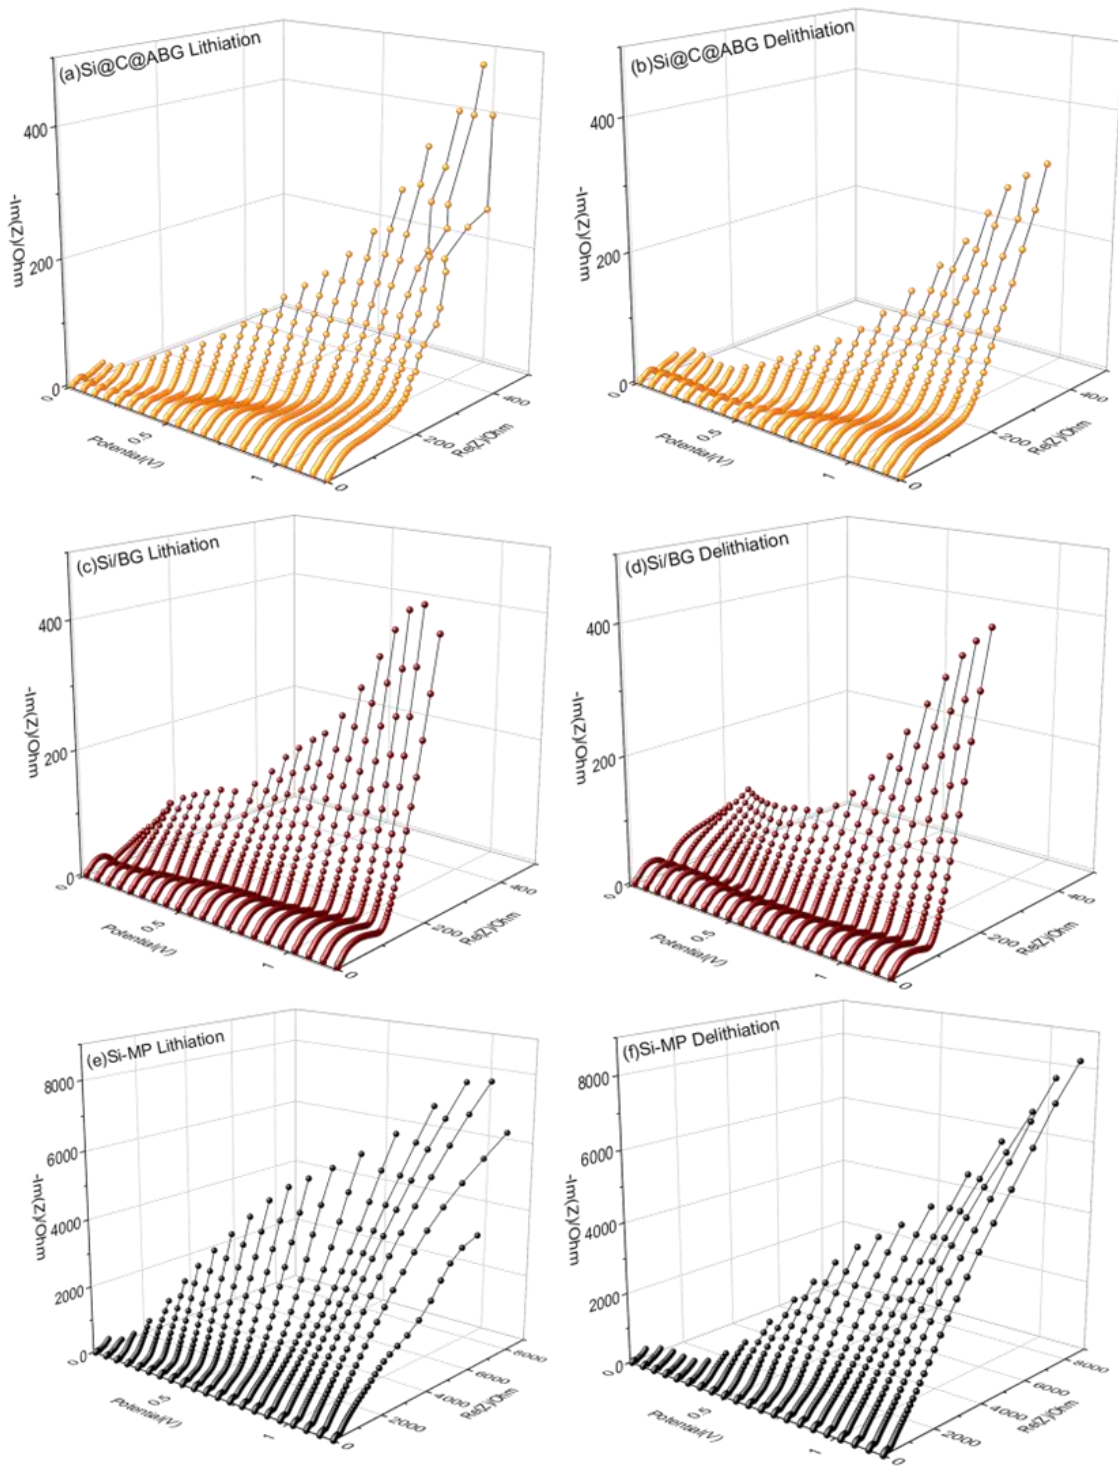 (a)Si@C@ABG Lithiation
400
200
0
-Im(Z)/Ohm
0.0
0.5
1
Potential(V)
0
200
400
Re(Z)/Ohm
(b)Si@C@ABG Delithiation
400
200
0
-Im(Z)/Ohm
0.0
0.5
1
Potential(V)
0
200
400
Re(Z)/Ohm
(c)Si/BG Lithiation
400
200
0
-Im(Z)/Ohm
0.0
0.5
1
Potential(V)
0
200
400
Re(Z)/Ohm
(d)Si/BG Delithiation
400
200
0
-Im(Z)/Ohm
0.0
0.5
1
Potential(V)
0
200
400
Re(Z)/Ohm
(e)Si-MP Lithiation
8000
6000
4000
2000
0
-Im(Z)/Ohm
0.0
0.5
1
Potential(V)
0
2000
4000
6000
8000
Re(Z)/Ohm
(f)Si-MP Delithiation
8000
6000
4000
2000
0
-Im(Z)/Ohm
0.0
0.5
1
Potential(V)
0
2000
4000
6000
8000
Re(Z)/Ohm